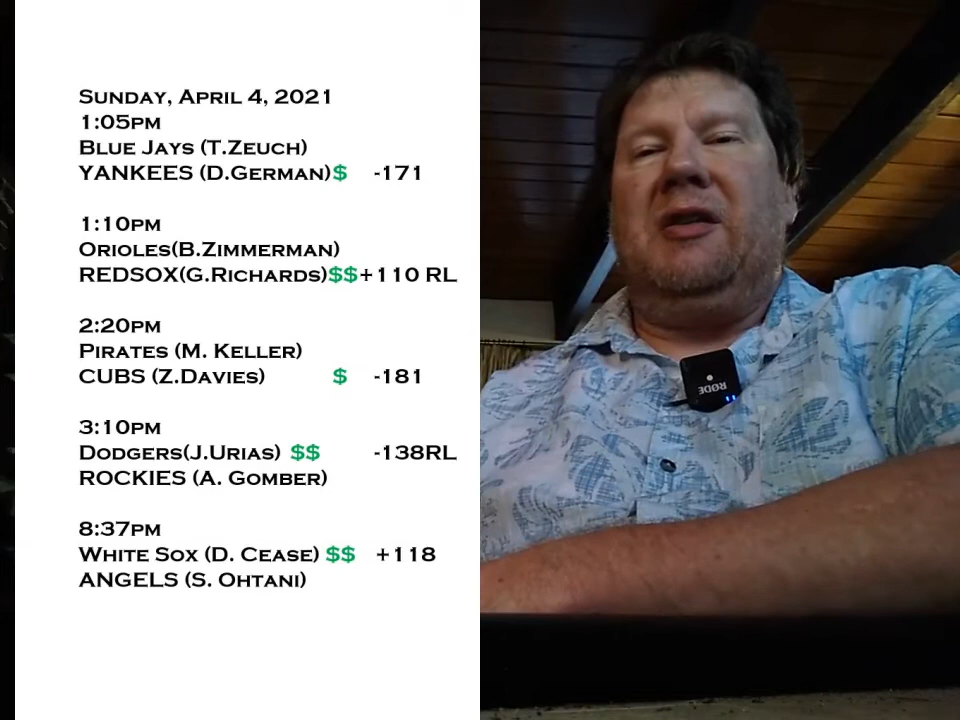 Sunday, April 4, 2021
1:05pm
Blue Jays (T.Zeuch)
YANKEES (D.German)$ -171
1:10pm
Orioles(B.Zimmerman)
REDSOX(G.Richards)$$+110 RL
2:20pm
Pirates (M. Keller)
CUBS (Z.Davies) $ -181
3:10pm
Dodgers(J.Urias) $$ -138RL
ROCKIES (A. Gomber)
8:37pm
White Sox (D. Cease) $$ +118
ANGELS (S. Ohtani)
RØDE